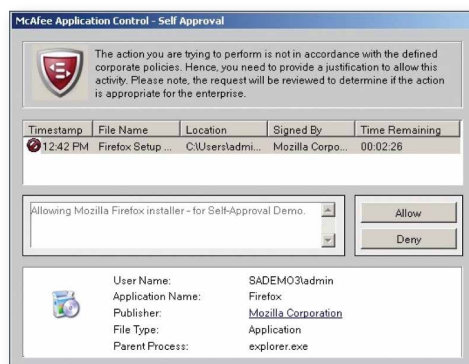 McAfee Application Control - Self Approval
The action you are trying to perform is not in accordance with the defined
corporate policies. Hence, you need to provide a justification to allow this
activity. Please note, the request will be reviewed to determine if the action
is appropriate for the enterprise.
Timestamp File Name Location Signed By Time Remaining
12:42 PM Firefox Setup ... C:\Users\admi... Mozilla Corpo... 00:02:26
Allowing Mozilla Firefox installer - for Self-Approval Demo.
Allow
Deny
User Name: SADEMO3\admin
Application Name: Firefox
Publisher: Mozilla Corporation
File Type: Application
Parent Process: explorer.exe